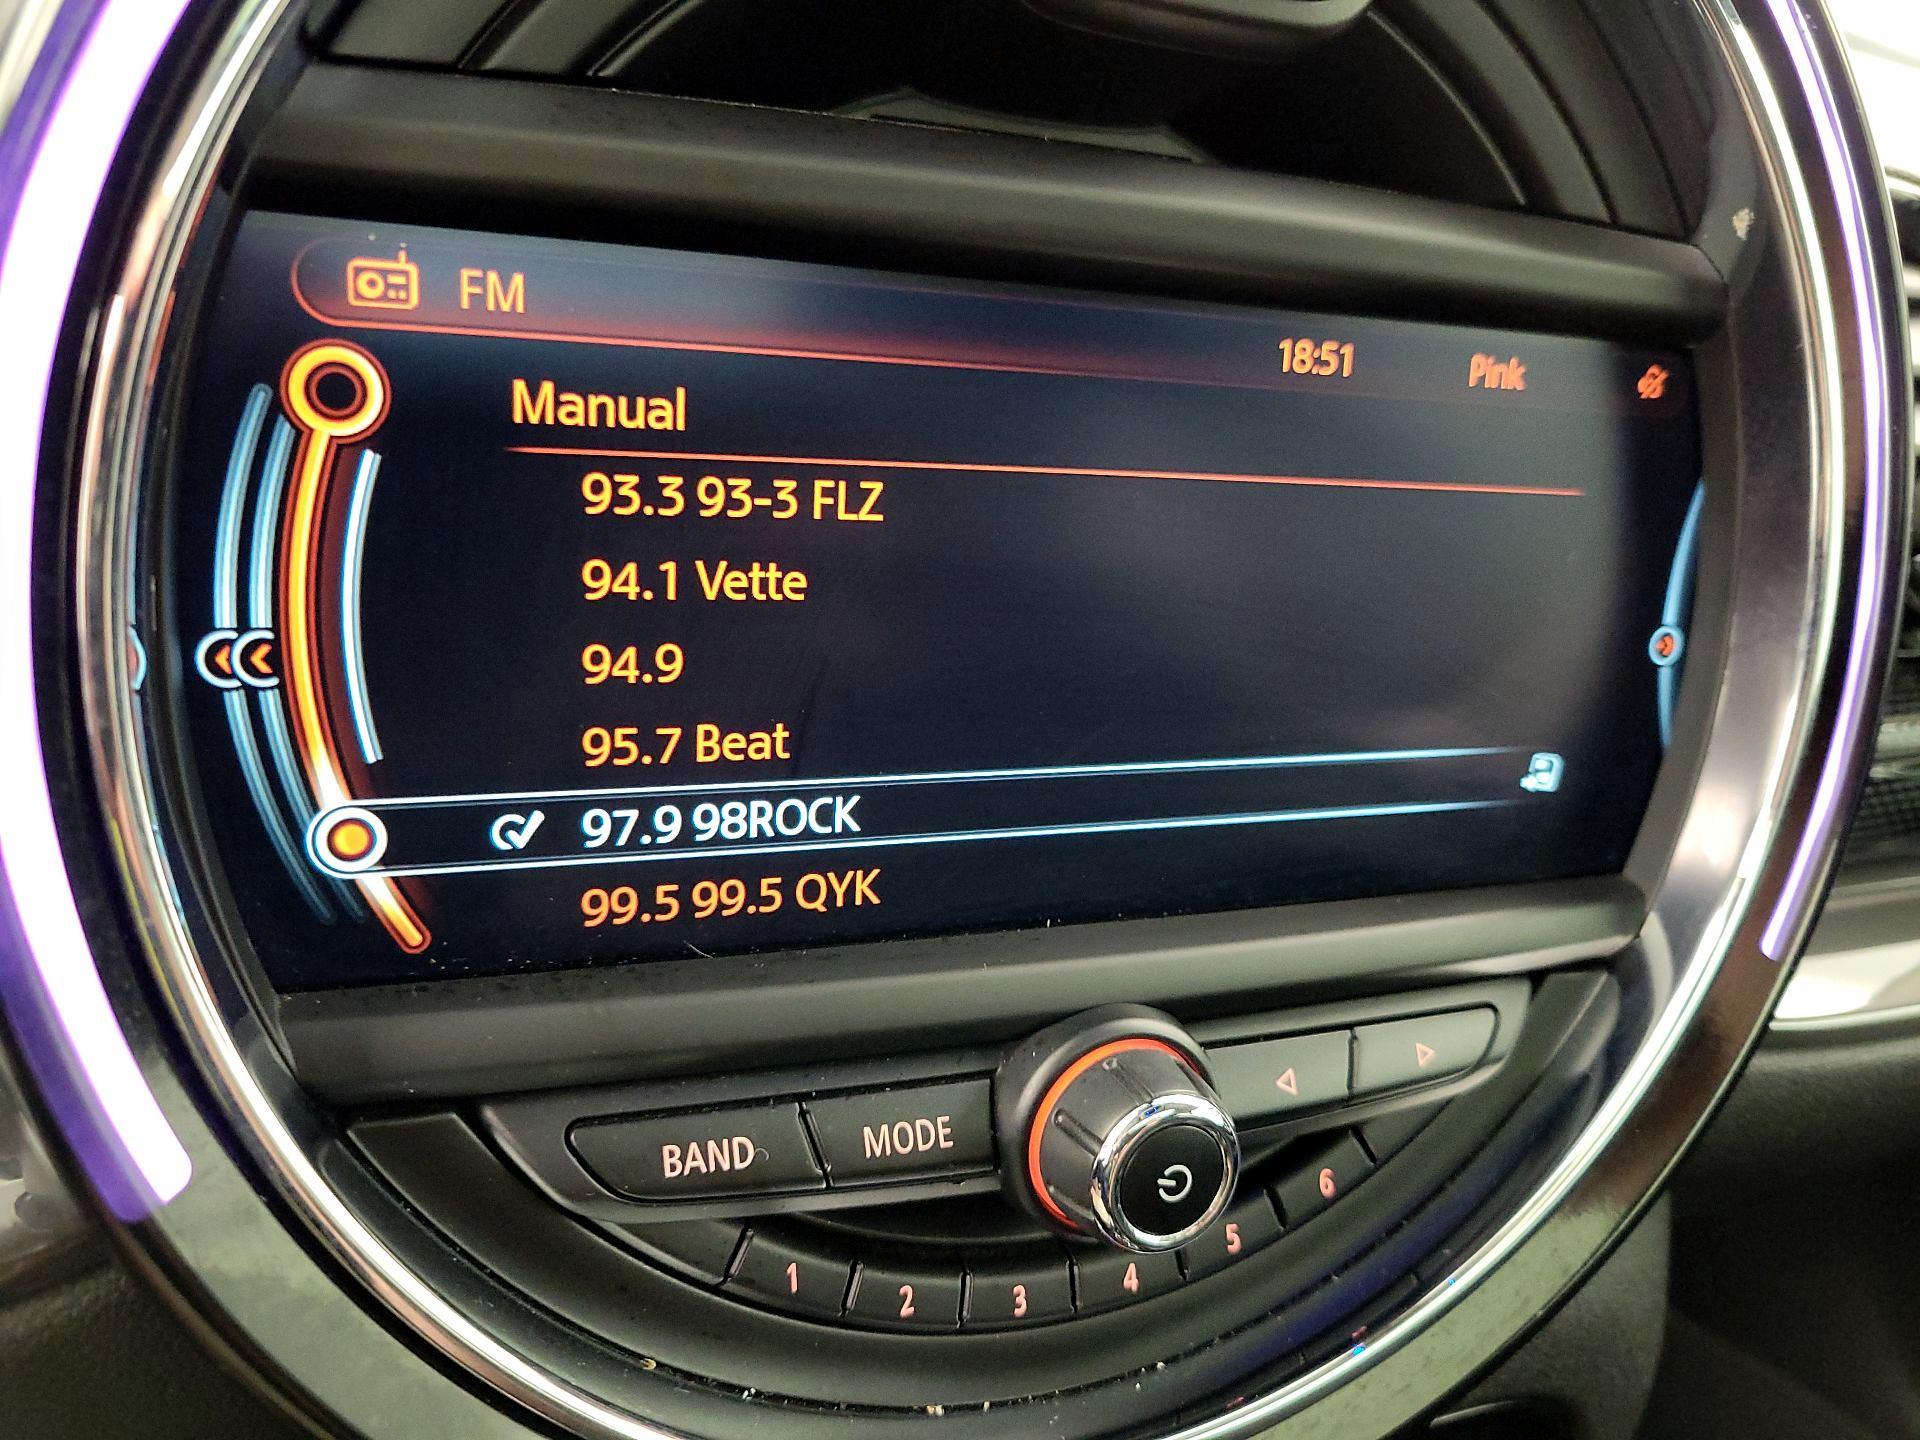 FM
18:51 Pink
Manual
93.3 93-3 FLZ
94.1 Vette
94.9
95.7 Beat
97.9 98ROCK
99.5 99.5 QYK
BAND MODE
1 2 3 4 5 6